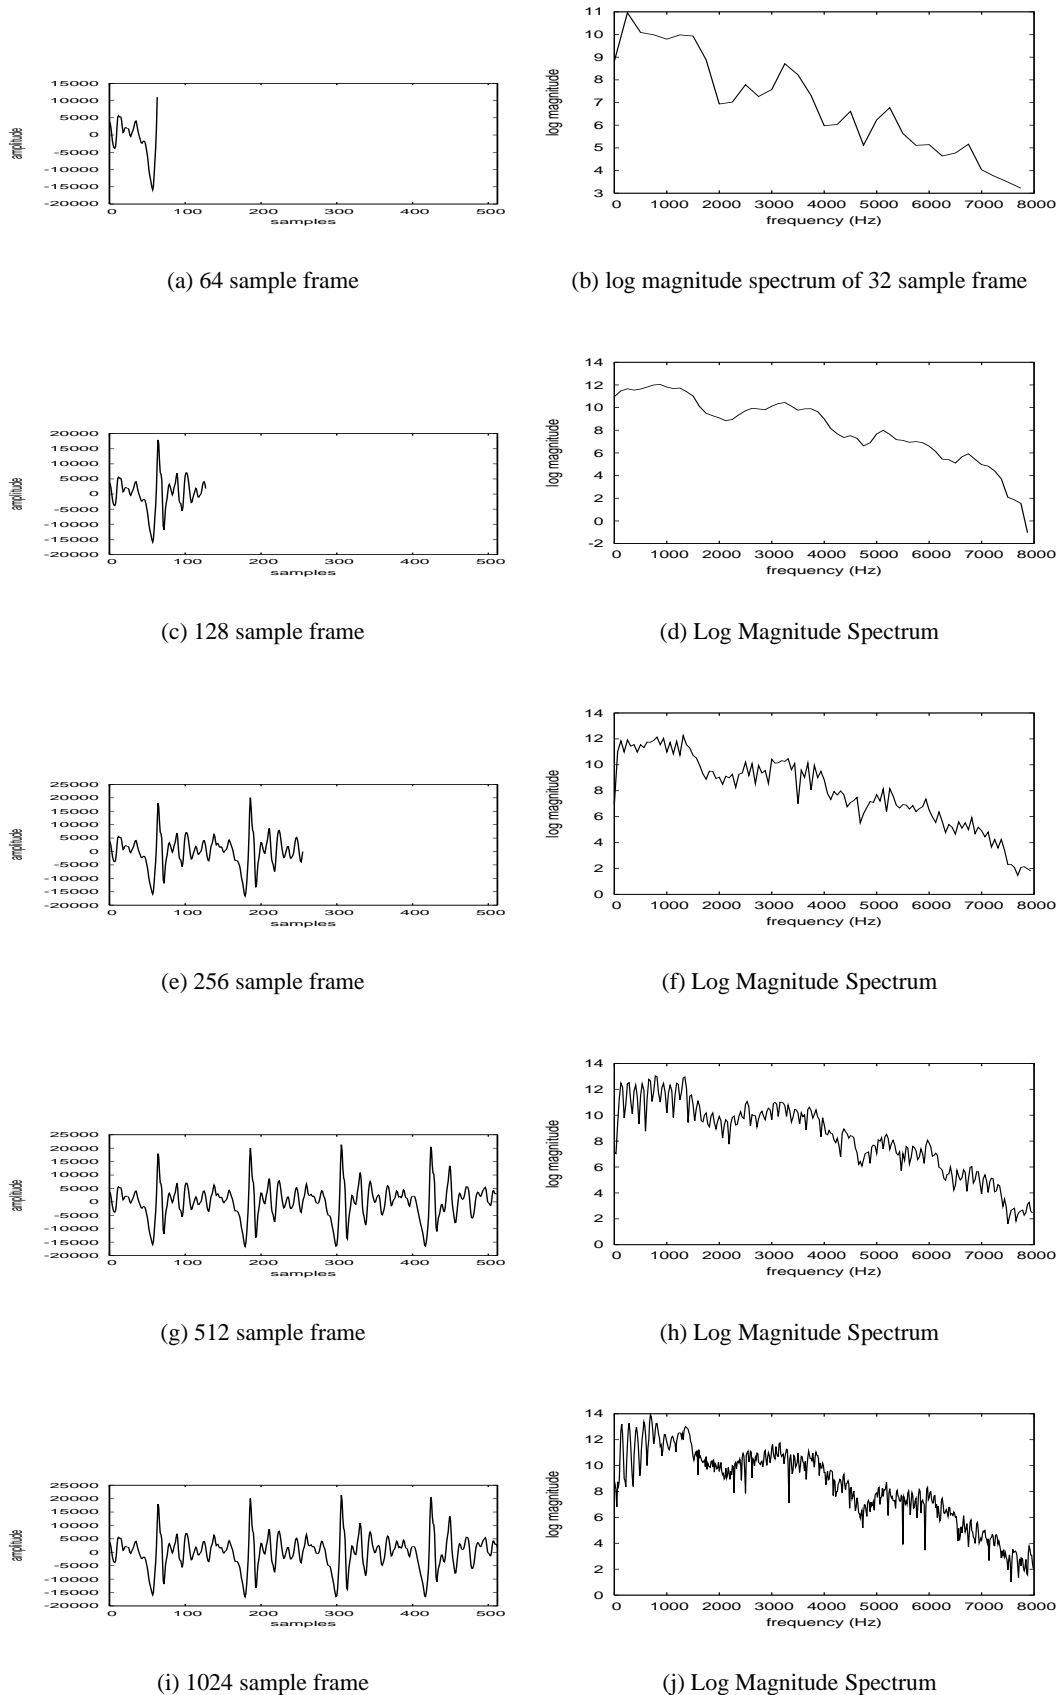 15000
10000
5000
0
-5000
-10000
-15000
-20000
amplitude
0 100 200 300 400 500
samples
11
10
9
8
7
6
5
4
3
log magnitude
0 1000 2000 3000 4000 5000 6000 7000 8000
frequency (Hz)
(a) 64 sample frame
(b) log magnitude spectrum of 32 sample frame
20000
15000
10000
5000
0
-5000
-10000
-15000
-20000
amplitude
0 100 200 300 400 500
samples
14
12
10
8
6
4
2
0
-2
log magnitude
0 1000 2000 3000 4000 5000 6000 7000 8000
frequency (Hz)
(c) 128 sample frame
(d) Log Magnitude Spectrum
25000
20000
15000
10000
5000
0
-5000
-10000
-15000
-20000
amplitude
0 100 200 300 400 500
samples
14
12
10
8
6
4
2
0
log magnitude
0 1000 2000 3000 4000 5000 6000 7000 8000
frequency (Hz)
(e) 256 sample frame
(f) Log Magnitude Spectrum
25000
20000
15000
10000
5000
0
-5000
-10000
-15000
-20000
amplitude
0 100 200 300 400 500
samples
14
12
10
8
6
4
2
0
log magnitude
0 1000 2000 3000 4000 5000 6000 7000 8000
frequency (Hz)
(g) 512 sample frame
(h) Log Magnitude Spectrum
25000
20000
15000
10000
5000
0
-5000
-10000
-15000
-20000
amplitude
0 100 200 300 400 500
samples
14
12
10
8
6
4
2
0
log magnitude
0 1000 2000 3000 4000 5000 6000 7000 8000
frequency (Hz)
(i) 1024 sample frame
(j) Log Magnitude Spectrum